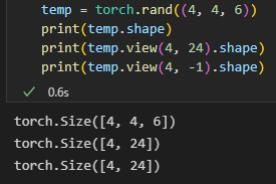 temp = torch.rand((4, 4, 6))
print(temp.shape)
print(temp.view(4, 24).shape)
print(temp.view(4, -1).shape)
0.6s
torch.Size([4, 4, 6])
torch.Size([4, 24])
torch.Size([4, 24])